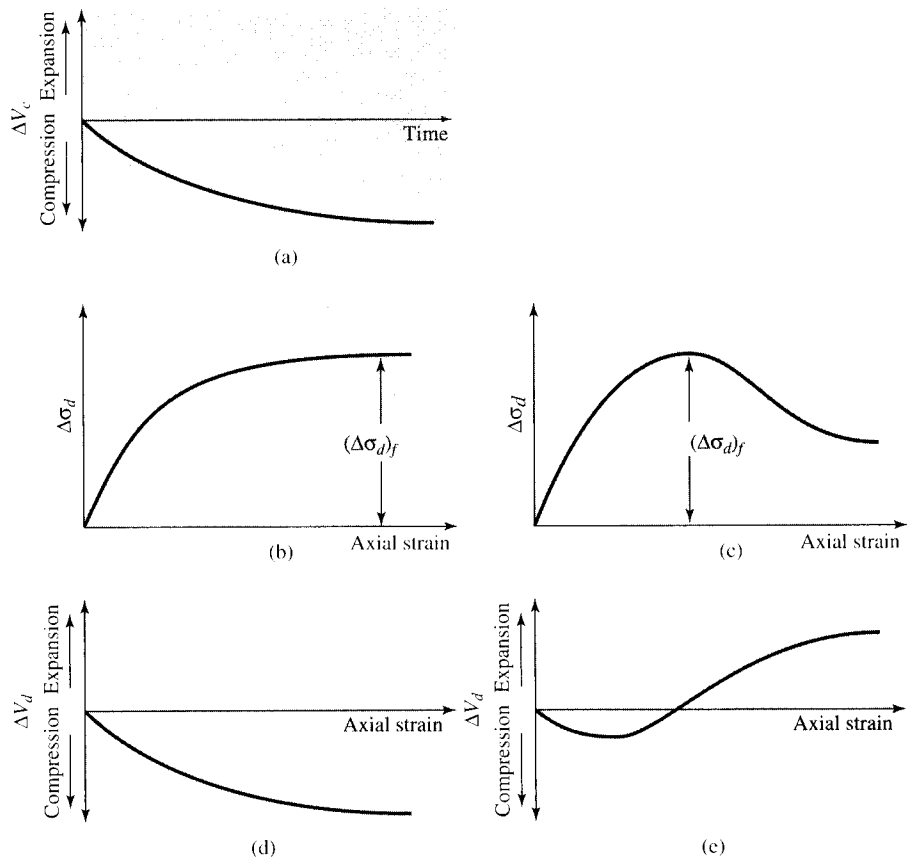 Expansion
ΔV_c
Compression
Time
(a)
Δσ_d
(Δσ_d)_f
Axial strain
(b)
Δσ_d
(Δσ_d)_f
Axial strain
(c)
Expansion
ΔV_d
Compression
Axial strain
(d)
Expansion
ΔV_d
Compression
Axial strain
(e)